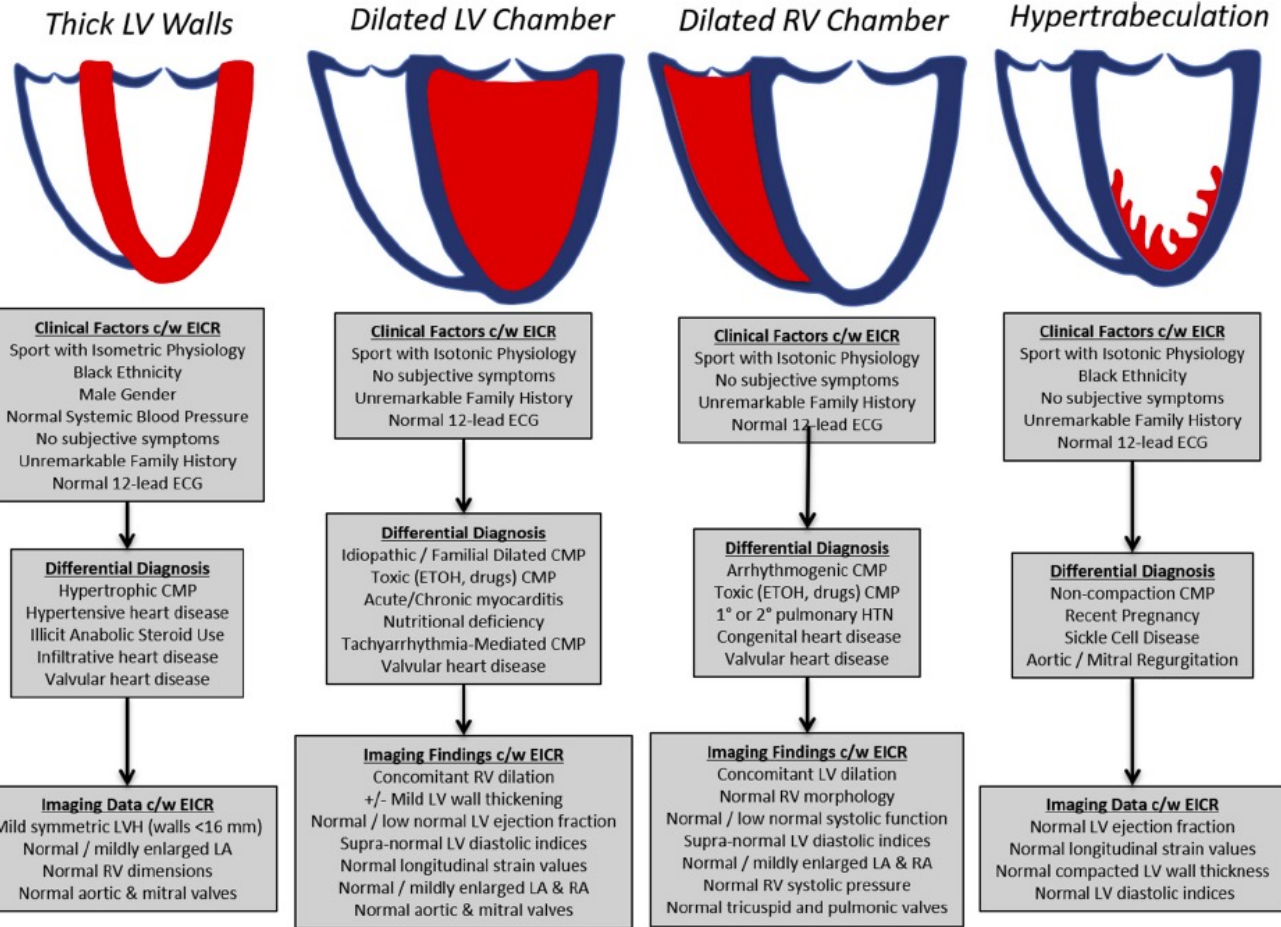 Thick LV Walls
Clinical Factors c/w EICR
Sport with Isometric Physiology
Black Ethnicity
Male Gender
Normal Systemic Blood Pressure
No subjective symptoms
Unremarkable Family History
Normal 12-lead ECG
Differential Diagnosis
Hypertrophic CMP
Hypertensive heart disease
Illicit Anabolic Steroid Use
Infiltrative heart disease
Valvular heart disease
Imaging Data c/w EICR
Mild symmetric LVH (walls <16 mm)
Normal / mildly enlarged LA
Normal RV dimensions
Normal aortic & mitral valves
Dilated LV Chamber
Clinical Factors c/w EICR
Sport with Isotonic Physiology
No subjective symptoms
Unremarkable Family History
Normal 12-lead ECG
Differential Diagnosis
Idiopathic / Familial Dilated CMP
Toxic (ETOH, drugs) CMP
Acute/Chronic myocarditis
Nutritional deficiency
Tachyarrhythmia-Mediated CMP
Valvular heart disease
Imaging Findings c/w EICR
Concomitant RV dilation
+/- Mild LV wall thickening
Normal / low normal LV ejection fraction
Supra-normal LV diastolic indices
Normal longitudinal strain values
Normal / mildly enlarged LA & RA
Normal aortic & mitral valves
Dilated RV Chamber
Clinical Factors c/w EICR
Sport with Isotonic Physiology
No subjective symptoms
Unremarkable Family History
Normal 12-lead ECG
Differential Diagnosis
Arrhythmogenic CMP
Toxic (ETOH, drugs) CMP
1° or 2° pulmonary HTN
Congenital heart disease
Valvular heart disease
Imaging Findings c/w EICR
Concomitant LV dilation
Normal RV morphology
Normal / low normal systolic function
Supra-normal LV diastolic indices
Normal / mildly enlarged LA & RA
Normal RV systolic pressure
Normal tricuspid and pulmonic valves
Hypertrabeculation
Clinical Factors c/w EICR
Sport with Isotonic Physiology
Black Ethnicity
No subjective symptoms
Unremarkable Family History
Normal 12-lead ECG
Differential Diagnosis
Non-compaction CMP
Recent Pregnancy
Sickle Cell Disease
Aortic / Mitral Regurgitation
Imaging Data c/w EICR
Normal LV ejection fraction
Normal longitudinal strain values
Normal compacted LV wall thickness
Normal LV diastolic indices